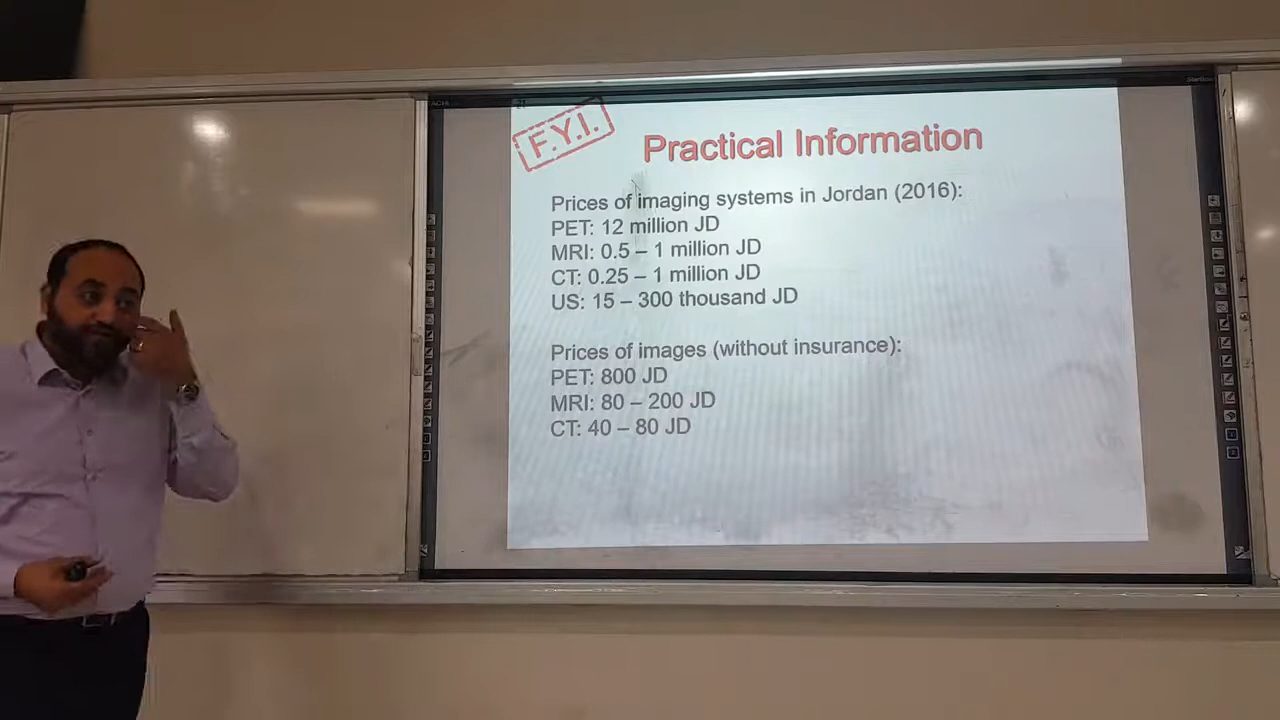 F.Y.I.
Practical Information
Prices of imaging systems in Jordan (2016):
PET: 12 million JD
MRI: 0.5 – 1 million JD
CT: 0.25 – 1 million JD
US: 15 – 300 thousand JD
Prices of images (without insurance):
PET: 800 JD
MRI: 80 – 200 JD
CT: 40 – 80 JD